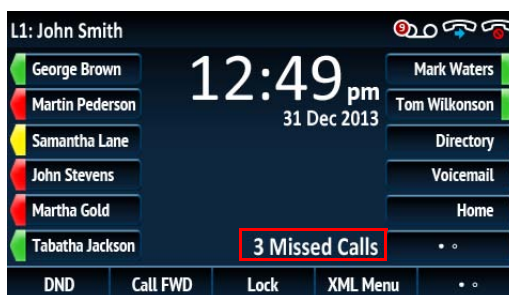 L1: John Smith
9
George Brown
12:49 pm
Mark Waters
Martin Pederson
31 Dec 2013
Tom Wilkonson
Samantha Lane
Directory
John Stevens
Voicemail
Martha Gold
Home
Tabatha Jackson
3 Missed Calls
DND
Call FWD
Lock
XML Menu